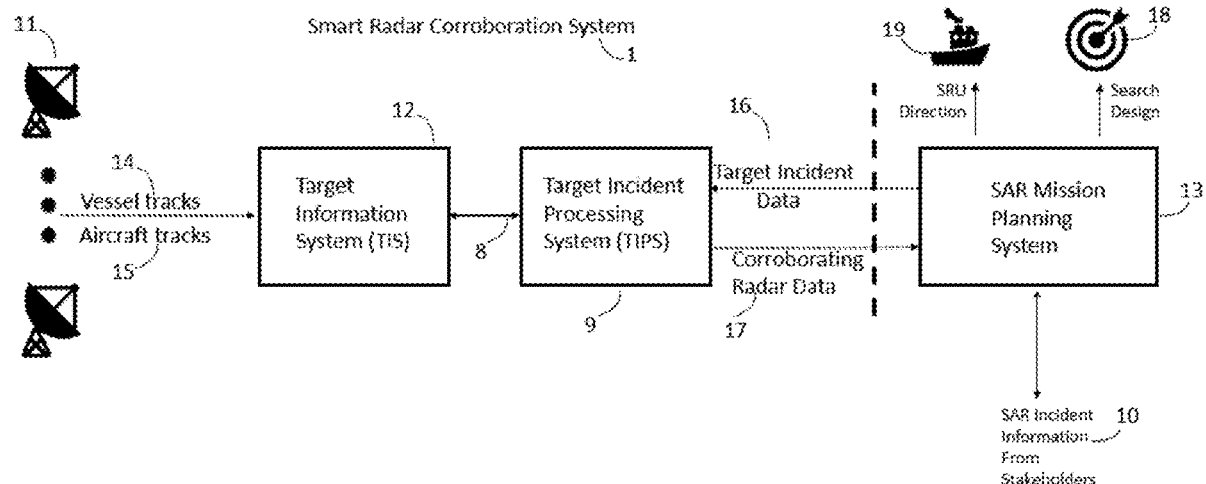 11
Smart Radar Corroboration System
1
19
18
SRU
Direction
Search
Design
12
16
14
Vessel tracks
Aircraft tracks
15
Target
Information
System (TIS)
8
Target Incident
Processing
System (TIPS)
9
Target Incident
Data
Corroborating
Radar Data
17
SAR Mission
Planning
System
13
SAR Incident
Information
From
Stakeholders
10